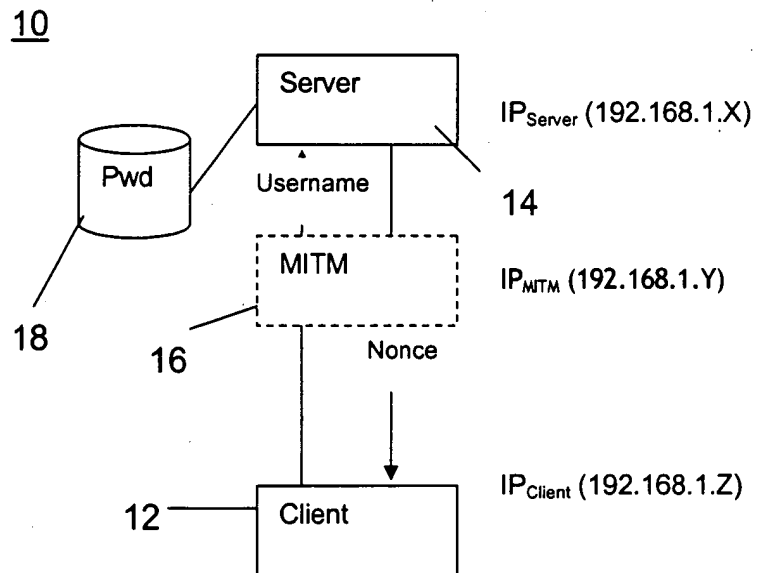 10
Server
IPServer (192.168.1.X)
Pwd
Username
14
MITM
IPMITM (192.168.1.Y)
18
16
Nonce
IPClient (192.168.1.Z)
12
Client